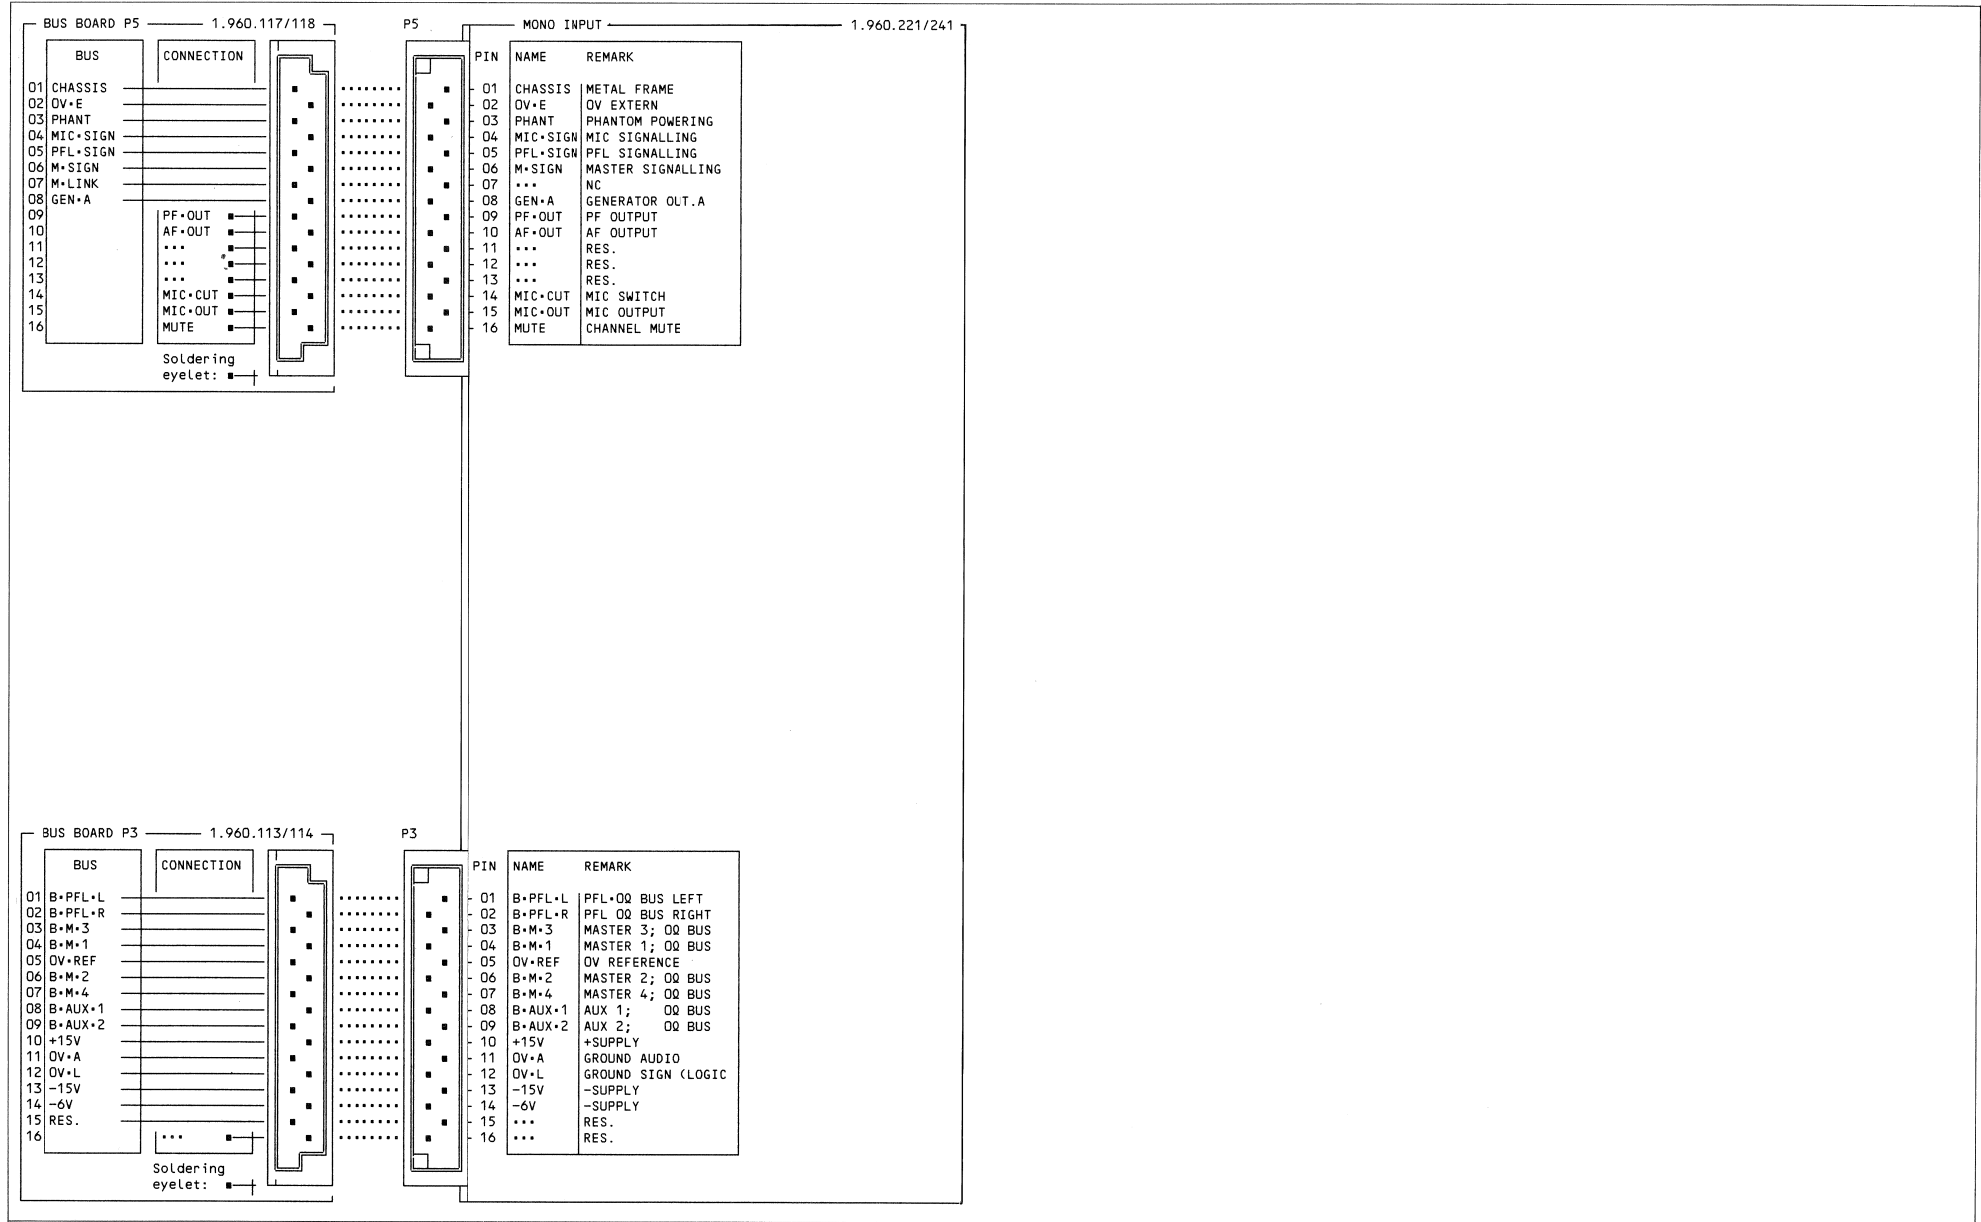 BUS BOARD P5 1.960.117/118 P5 MONO INPUT 1.960.221/241
BUS CONNECTION PIN NAME REMARK
01 CHASSIS 01 CHASSIS METAL FRAME
02 0V▪E 02 0V▪E 0V EXTERN
03 PHANT 03 PHANT PHANTOM POWERING
04 MIC▪SIGN 04 MIC▪SIGN MIC SIGNALLING
05 PFL▪SIGN 05 PFL▪SIGN PFL SIGNALLING
06 M▪SIGN 06 M▪SIGN MASTER SIGNALLING
07 M▪LINK 07 ▪▪▪ NC
08 GEN▪A 08 GEN▪A GENERATOR OLT.A
09 PF▪OUT 09 PF▪OUT PF OUTPUT
10 AF▪OUT 10 AF▪OUT AF OUTPUT
11 ▪▪▪ 11 ▪▪▪ RES.
12 ▪▪▪ 12 ▪▪▪ RES.
13 ▪▪▪ 13 ▪▪▪ RES.
14 MIC▪CUT 14 MIC▪CUT MIC SWITCH
15 MIC▪OUT 15 MIC▪OUT MIC OUTPUT
16 MUTE 16 MUTE CHANNEL MUTE
Soldering
eyelet:
BUS BOARD P3 1.960.113/114 P3
BUS CONNECTION PIN NAME REMARK
01 B▪PFL▪L 01 B▪PFL▪L PFL▪0Ω BUS LEFT
02 B▪PFL▪R 02 B▪PFL▪R PFL 0Ω BUS RIGHT
03 B▪M▪3 03 B▪M▪3 MASTER 3; 0Ω BUS
04 B▪M▪1 04 B▪M▪1 MASTER 1; 0Ω BUS
05 0V▪REF 05 0V▪REF 0V REFERENCE
06 B▪M▪2 06 B▪M▪2 MASTER 2; 0Ω BUS
07 B▪M▪4 07 B▪M▪4 MASTER 4; 0Ω BUS
08 B▪AUX▪1 08 B▪AUX▪1 AUX 1; 0Ω BUS
09 B▪AUX▪2 09 B▪AUX▪2 AUX 2; 0Ω BUS
10 +15V 10 +15V +SUPPLY
11 0V▪A 11 0V▪A GROUND AUDIO
12 0V▪L 12 0V▪L GROUND SIGN (LOGIC
13 -15V 13 -15V -SUPPLY
14 -6V 14 -6V -SUPPLY
15 RES. 15 ▪▪▪ RES.
16 ▪▪▪ 16 ▪▪▪ RES.
Soldering
eyelet: